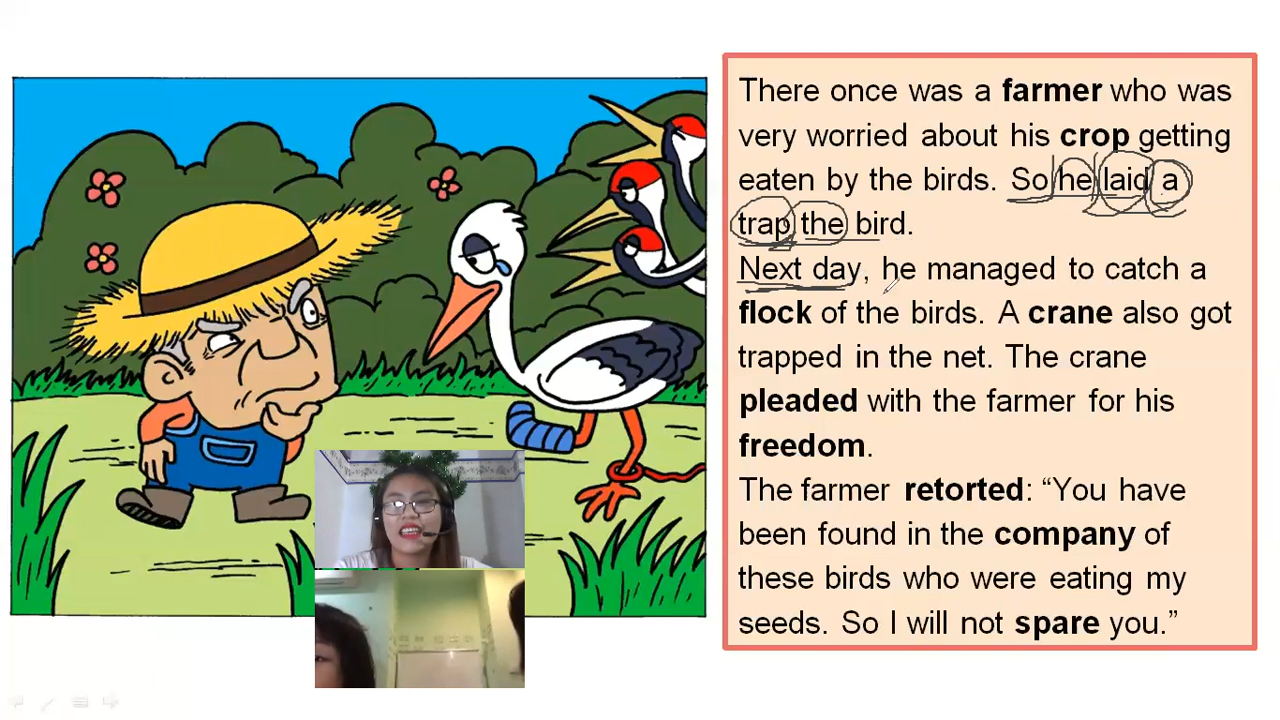 There once was a farmer who was
very worried about his crop getting
eaten by the birds. So he laid a
trap the bird.
Next day, he managed to catch a
flock of the birds. A crane also got
trapped in the net. The crane
pleaded with the farmer for his
freedom.
The farmer retorted: “You have
been found in the company of
these birds who were eating my
seeds. So I will not spare you.”